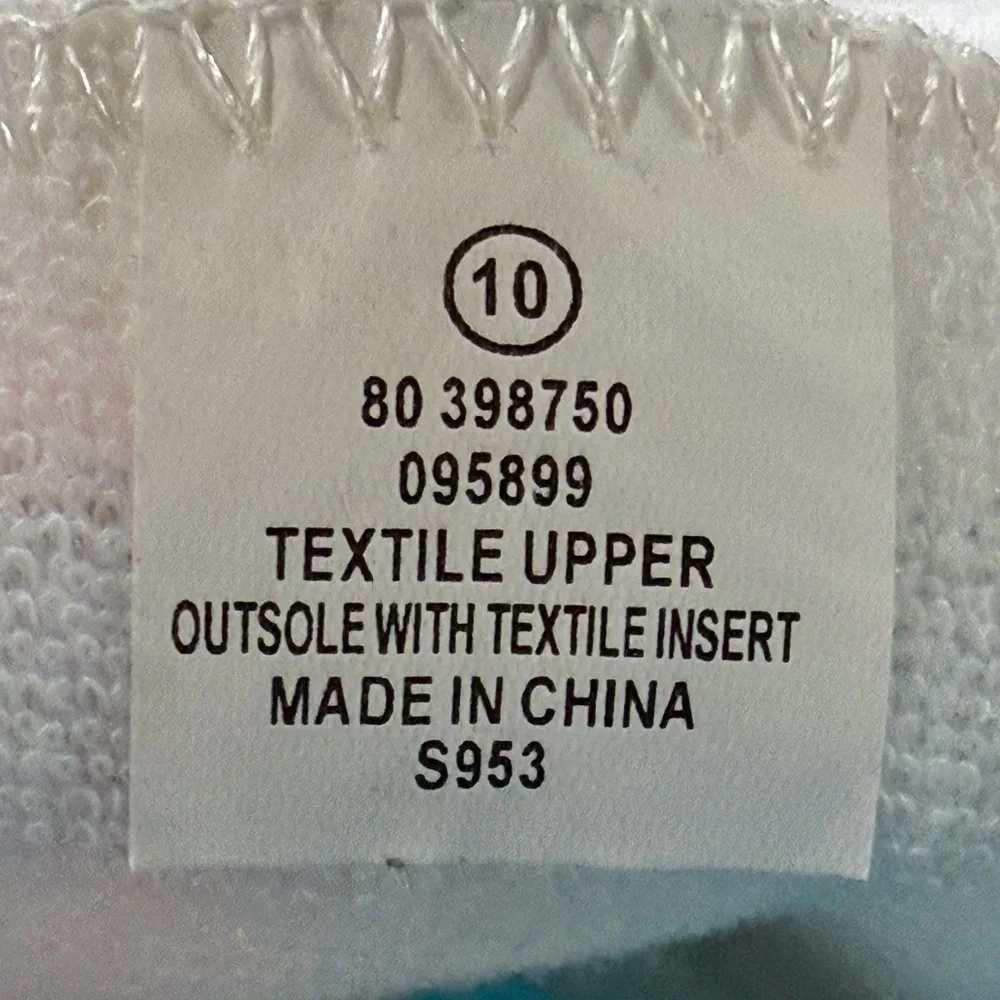 10
80 398750
095899
TEXTILE UPPER
OUTSOLE WITH TEXTILE INSERT
MADE IN CHINA
S953